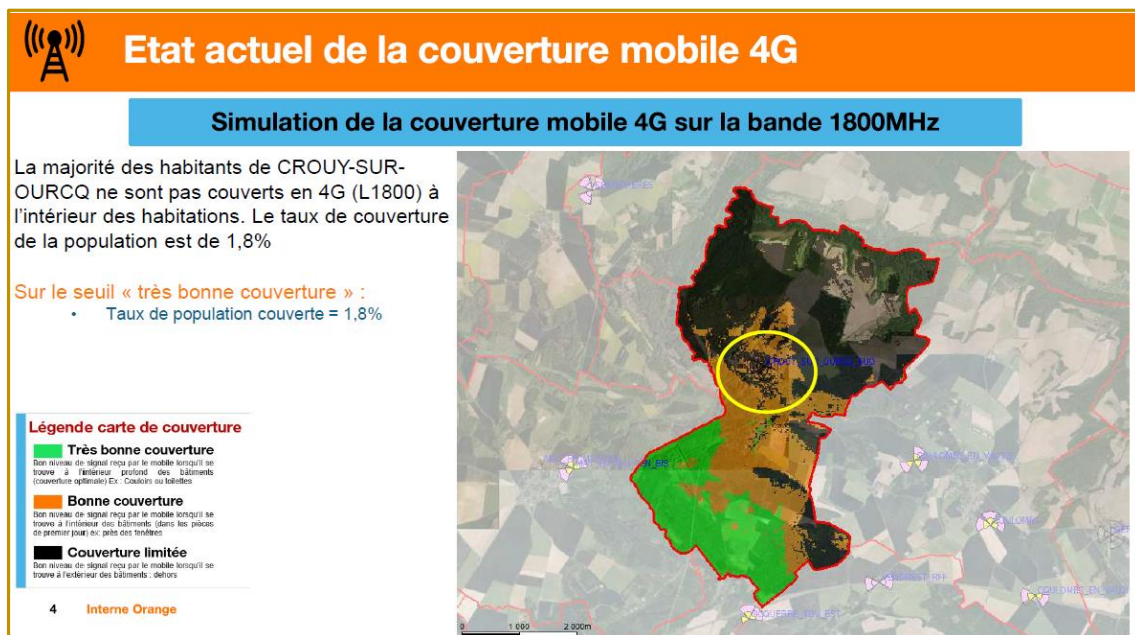 Etat actuel de la couverture mobile 4G
Simulation de la couverture mobile 4G sur la bande 1800MHz
La majorité des habitants de CROUY-SUR-
OURCQ ne sont pas couverts en 4G (L1800) à
l'intérieur des habitations. Le taux de couverture
de la population est de 1,8%
Sur le seuil « très bonne couverture » :
• Taux de population couverte = 1,8%
Légende carte de couverture
Très bonne couverture
Bon niveau de signal reçu par le mobile lorsqu'il se
trouve à l'intérieur profond des bâtiments
(couverture optimale) Ex : Couloirs ou toilettes
Bonne couverture
Bon niveau de signal reçu par le mobile lorsqu'il se
trouve à l'intérieur des bâtiments (dans les pièces
de premier jour) ex: près des fenêtres
Couverture limitée
Bon niveau de signal reçu par le mobile lorsqu'il se
trouve à l'extérieur des bâtiments : dehors
4 Interne Orange
0 1 000 2 000m